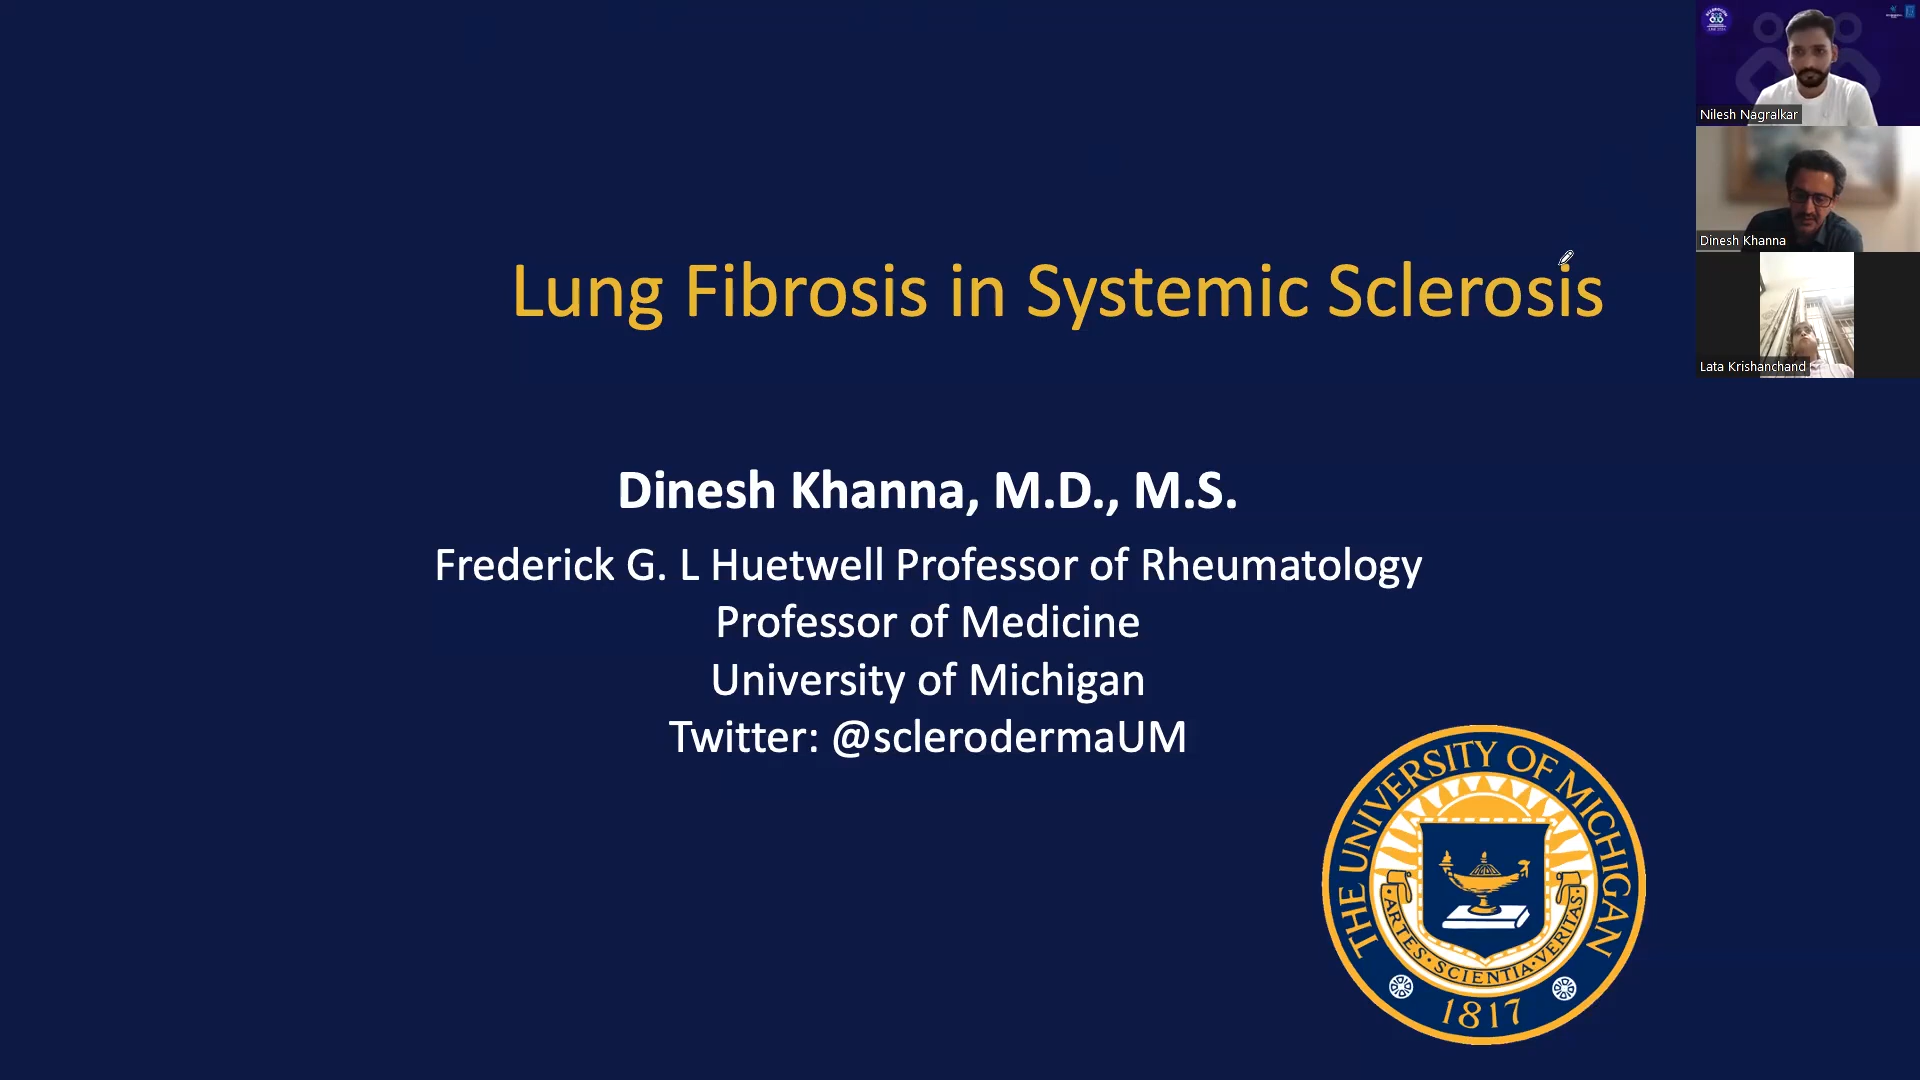 Lung Fibrosis in Systemic Sclerosis
Dinesh Khanna, M.D., M.S.
Frederick G. L Huetwell Professor of Rheumatology
Professor of Medicine
University of Michigan
Twitter: @sclerodermaUM
THE UNIVERSITY OF MICHIGAN
ARTES · SCIENTIA · VERITAS
1817
Nilesh Nagralkar
Dinesh Khanna
Lata Krishanchand